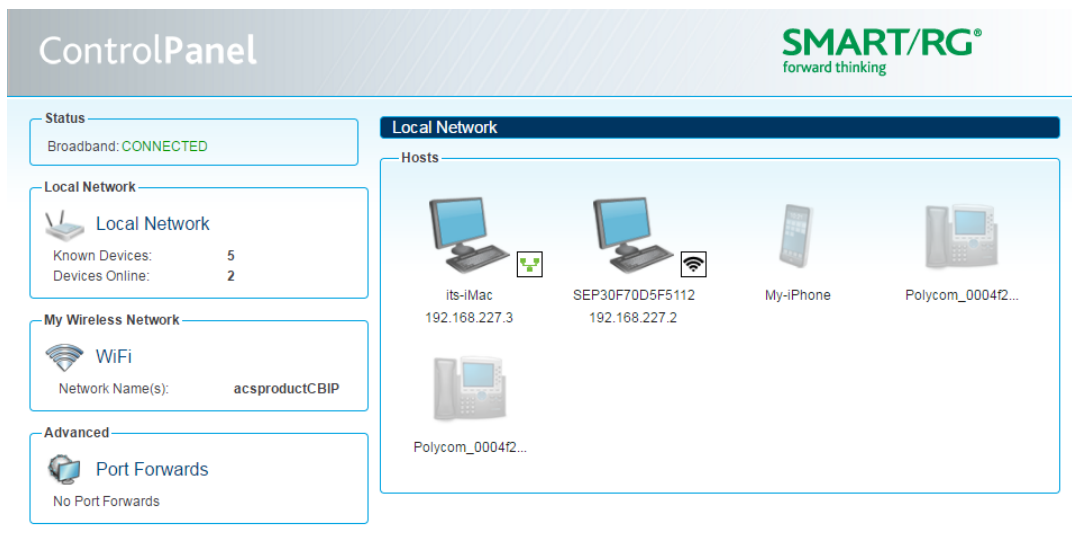 ControlPanel
SMART/RG®
forward thinking
Status
Broadband: CONNECTED
Local Network
Local Network
Known Devices: 5
Devices Online: 2
My Wireless Network
WiFi
Network Name(s): acsproductCBIP
Advanced
Port Forwards
No Port Forwards
Local Network
Hosts
its-iMac
192.168.227.3
SEP30F70D5F5112
192.168.227.2
My-iPhone
Polycom_0004f2...
Polycom_0004f2...